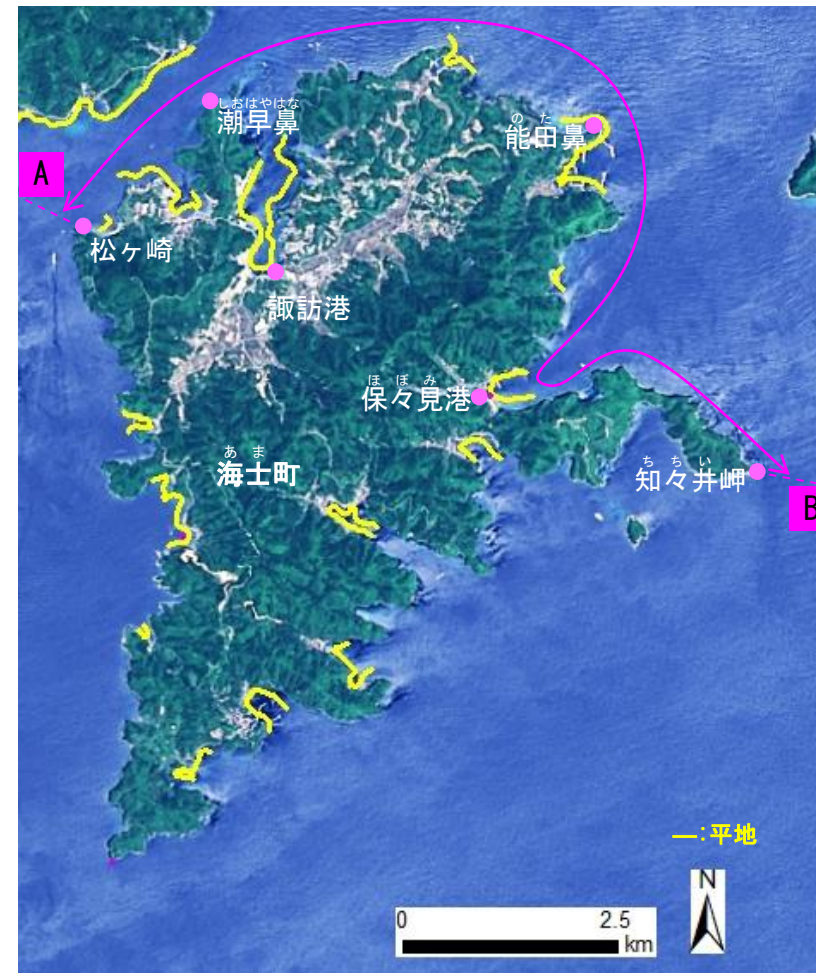 しおはやはな
潮早鼻
のた
能田鼻
A
松ヶ崎
諏訪港
ほぼみ
保々見港
あま
海士町
ちちい
知々井岬
B
―:平地
N
0 2.5
km